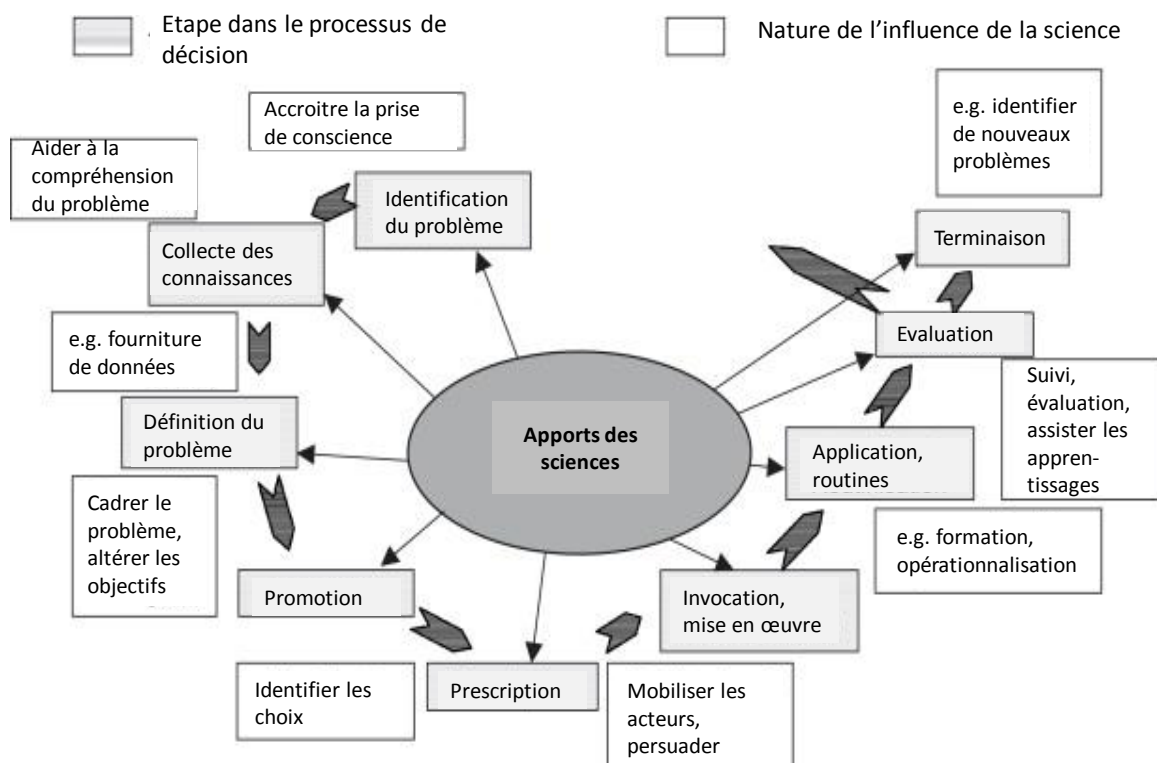 Etape dans le processus de
décision
Nature de l’influence de la science
Accroitre la prise
de conscience
e.g. identifier
de nouveaux
problèmes
Aider à la
compréhension
du problème
Identification
du problème
Terminaison
Collecte des
connaissances
e.g. fourniture
de données
Evaluation
Suivi,
évaluation,
assister les
appren-
tissages
Définition du
problème
Apports des
sciences
Application,
routines
Cadrer le
problème,
altérer les
objectifs
e.g. formation,
opérationnalisation
Promotion
Invocation,
mise en œuvre
Identifier les
choix
Prescription
Mobiliser les
acteurs,
persuader